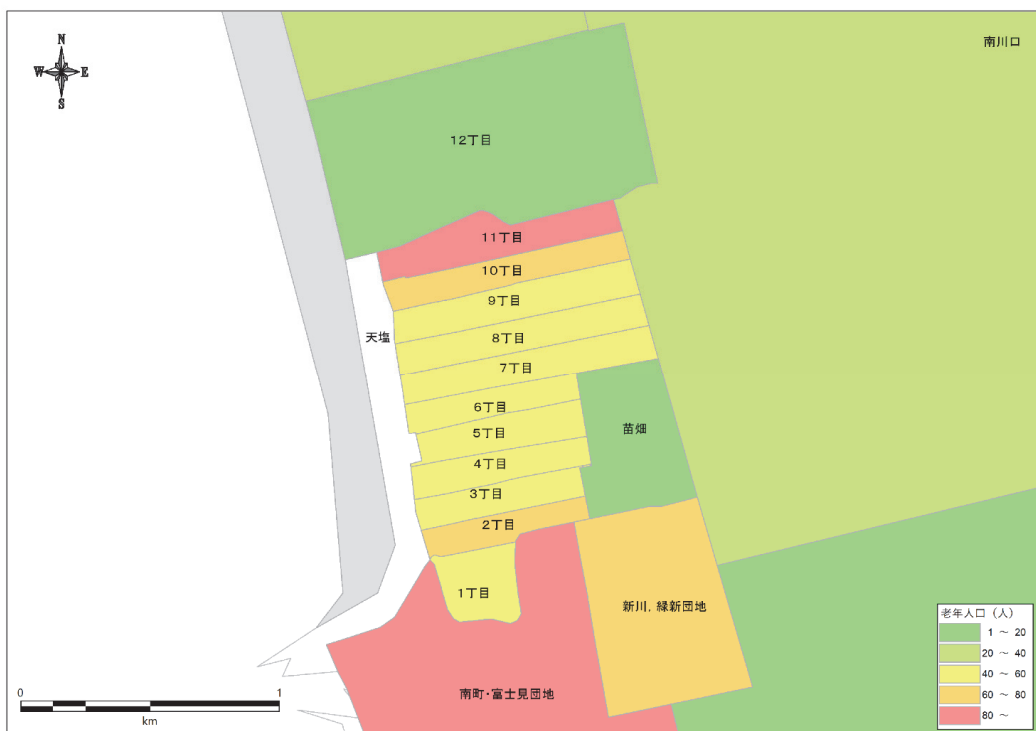 N
W E
S
南川口
12丁目
11丁目
10丁目
9丁目
天塩
8丁目
7丁目
6丁目
苗畑
5丁目
4丁目
3丁目
2丁目
1丁目
新川,緑新団地
南町・富士見団地
0 1
km
老年人口(人)
1 ~ 20
20 ~ 40
40 ~ 60
60 ~ 80
80 ~